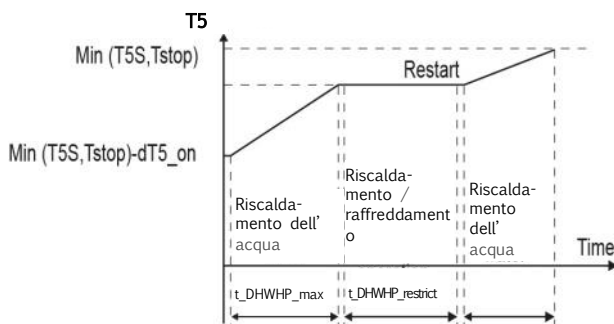 T5
Min (T5S,Tstop)
Restart
Min (T5S,Tstop)-dT5_on
Riscalda-
mento dell'
acqua
Riscalda-
mento /
raffreddament
o
Riscalda-
mento
dell'
acqua
Time
t_DHWHP_max
t_DHWHP_restrict